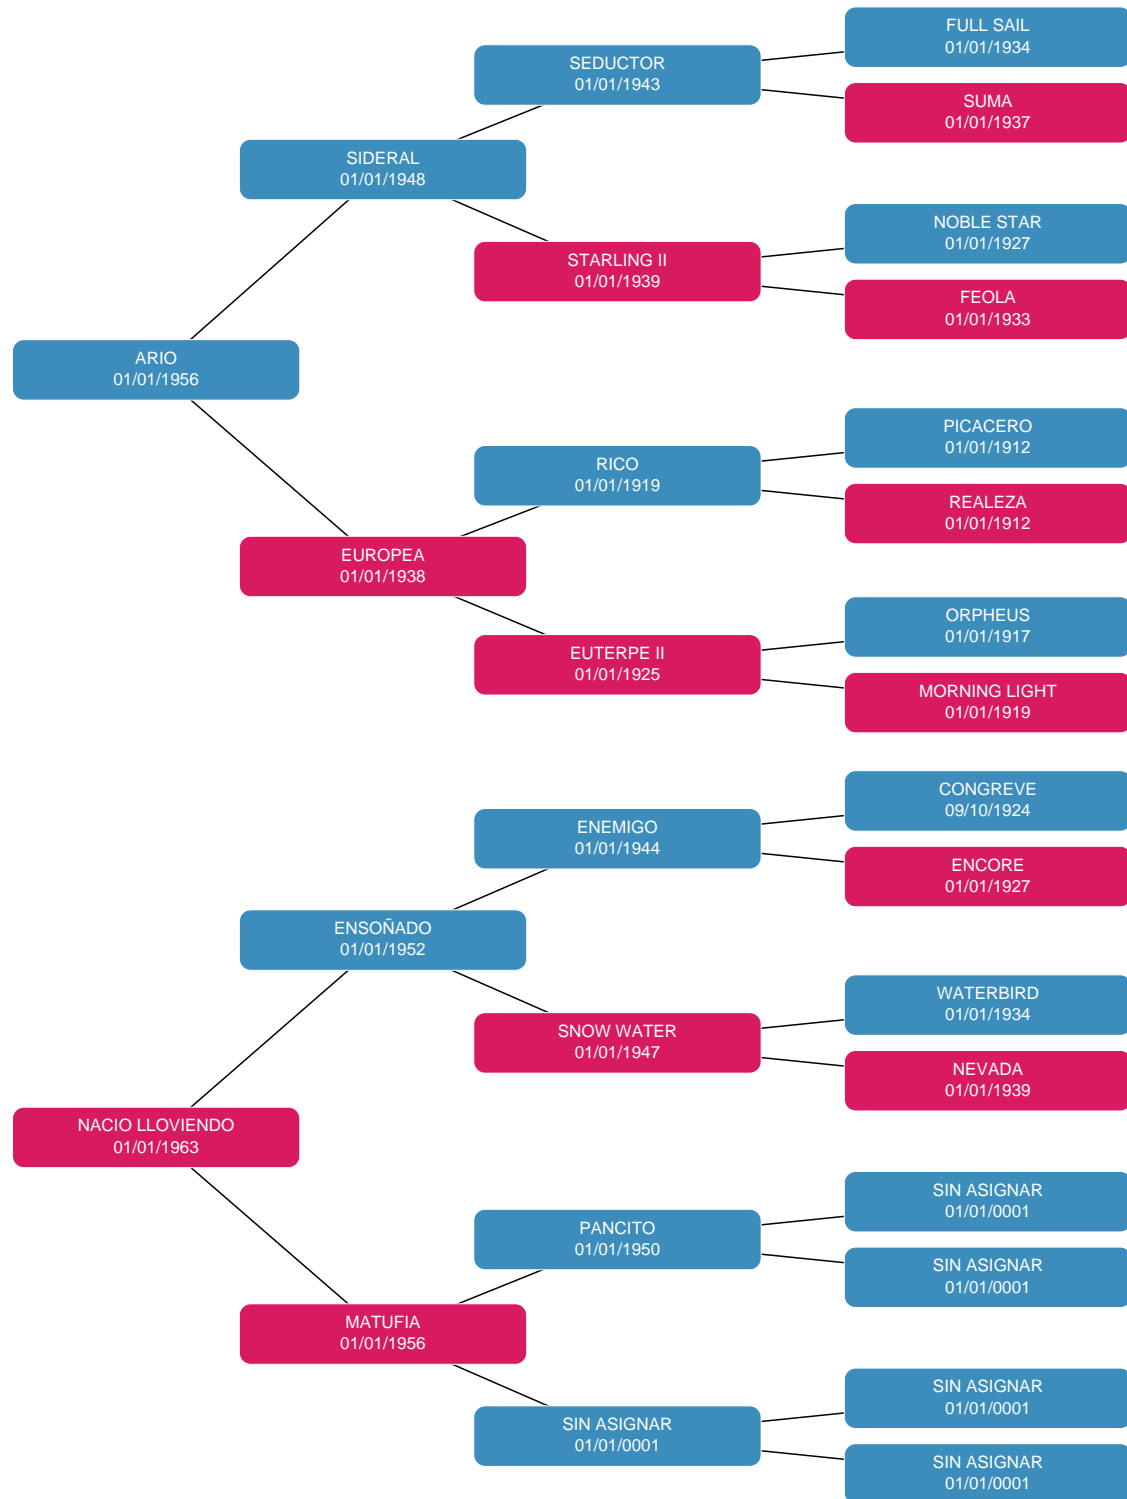 FULL SAIL
01/01/1934
SEDUCTOR
01/01/1943
SUMA
01/01/1937
SIDERAL
01/01/1948
NOBLE STAR
01/01/1927
STARLING II
01/01/1939
FEOLA
01/01/1933
ARIO
01/01/1956
PICACERO
01/01/1912
RICO
01/01/1919
REALEZA
01/01/1912
EUROPEA
01/01/1938
ORPHEUS
01/01/1917
EUTERPE II
01/01/1925
MORNING LIGHT
01/01/1919
CONGREVE
09/10/1924
ENEMIGO
01/01/1944
ENCORE
01/01/1927
ENSOÑADO
01/01/1952
WATERBIRD
01/01/1934
SNOW WATER
01/01/1947
NEVADA
01/01/1939
NACIO LLOVIENDO
01/01/1963
SIN ASIGNAR
01/01/0001
PANCITO
01/01/1950
SIN ASIGNAR
01/01/0001
MATUFIA
01/01/1956
SIN ASIGNAR
01/01/0001
SIN ASIGNAR
01/01/0001
SIN ASIGNAR
01/01/0001